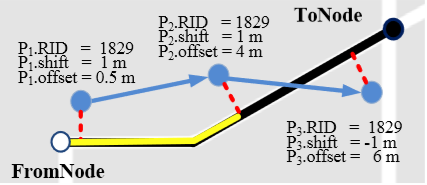 ToNode
P1.RID = 1829
P1.shift = 1 m
P1.offset = 0.5 m
P2.RID = 1829
P2.shift = 1 m
P2.offset = 4 m
P3.RID = 1829
P3.shift = -1 m
P3.offset = 6 m
FromNode